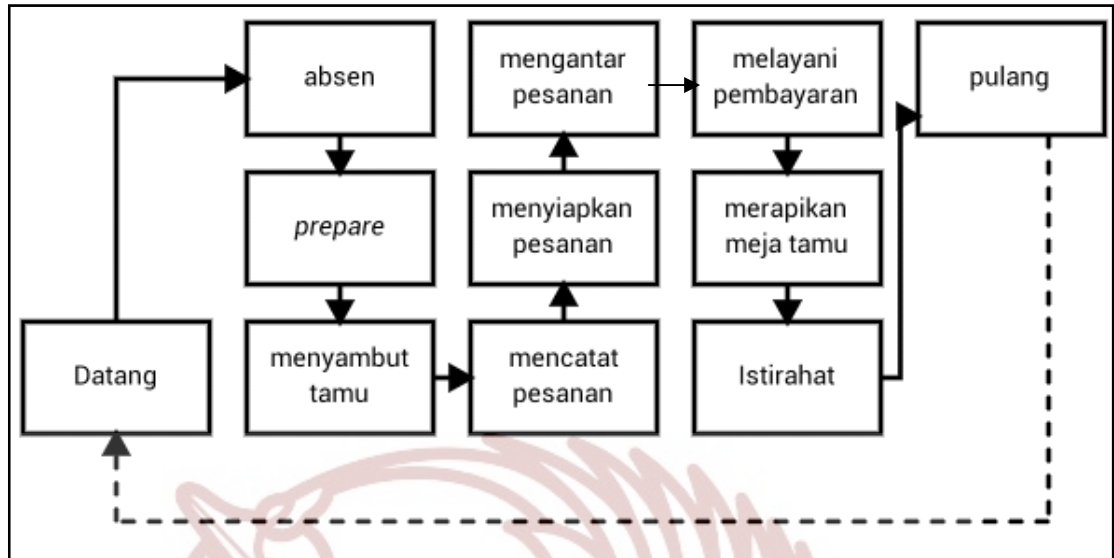 Datang
absen
prepare
menyambut
tamu
mencatat
pesanan
menyiapkan
pesanan
mengantar
pesanan
melayani
pembayaran
merapikan
meja tamu
Istirahat
pulang